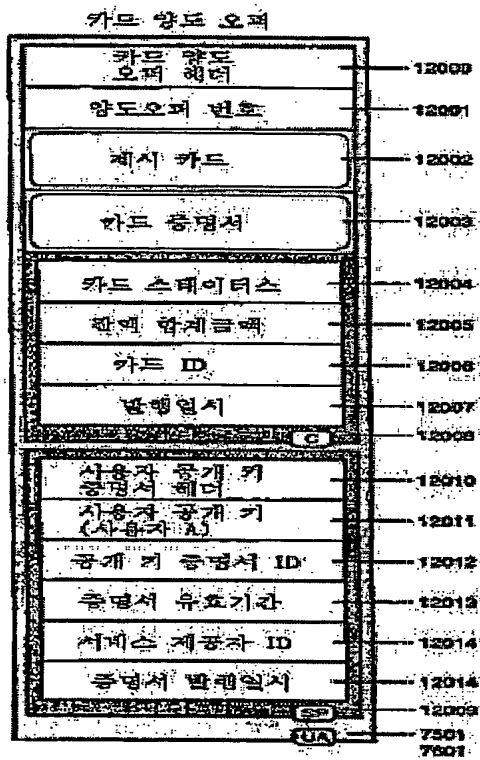 카드 양도 오퍼
카드 양도
오퍼 헤더
12000
양도오퍼 번호
12001
제시 카드
12002
카드 증명서
12003
카드 스테이터스
12004
잔액 합계금액
12005
카드 ID
12006
발행일시
12007
C
12008
사용자 공개 키
증명서 헤더
12010
사용자 공개 키
(사용자 A)
12011
공개 키 증명서 ID
12012
증명서 유효기간
12013
서비스 제공자 ID
12014
증명서 발행일시
12014
SP
12009
UA
7501
7601